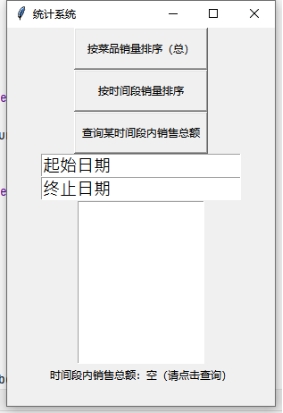 统计系统
按菜品销量排序（总）
按时间段销量排序
查询某时间段内销售总额
起始日期
终止日期
时间段内销售总额：空（请点击查询）